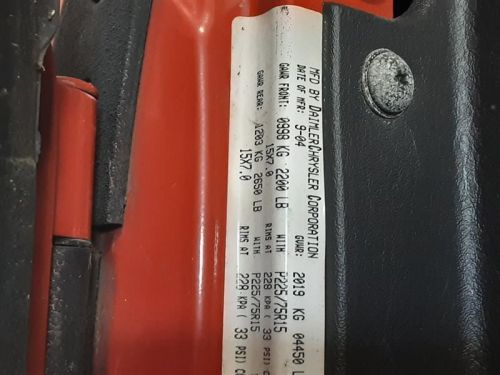 MFD BY DAIMLERCHRYSLER CORPORATION
DATE OF MFR: 9-04 GVWR: 2019 KG 04450 L
GAWR FRONT: 0998 KG 2200 LB WITH P225/75R15
15X7.0 RIMS AT 228 KPA ( 33 PSI) C
GAWR REAR: 1203 KG 2650 LB WITH P225/75R15
15X7.0 RIMS AT 228 KPA ( 33 PSI) C